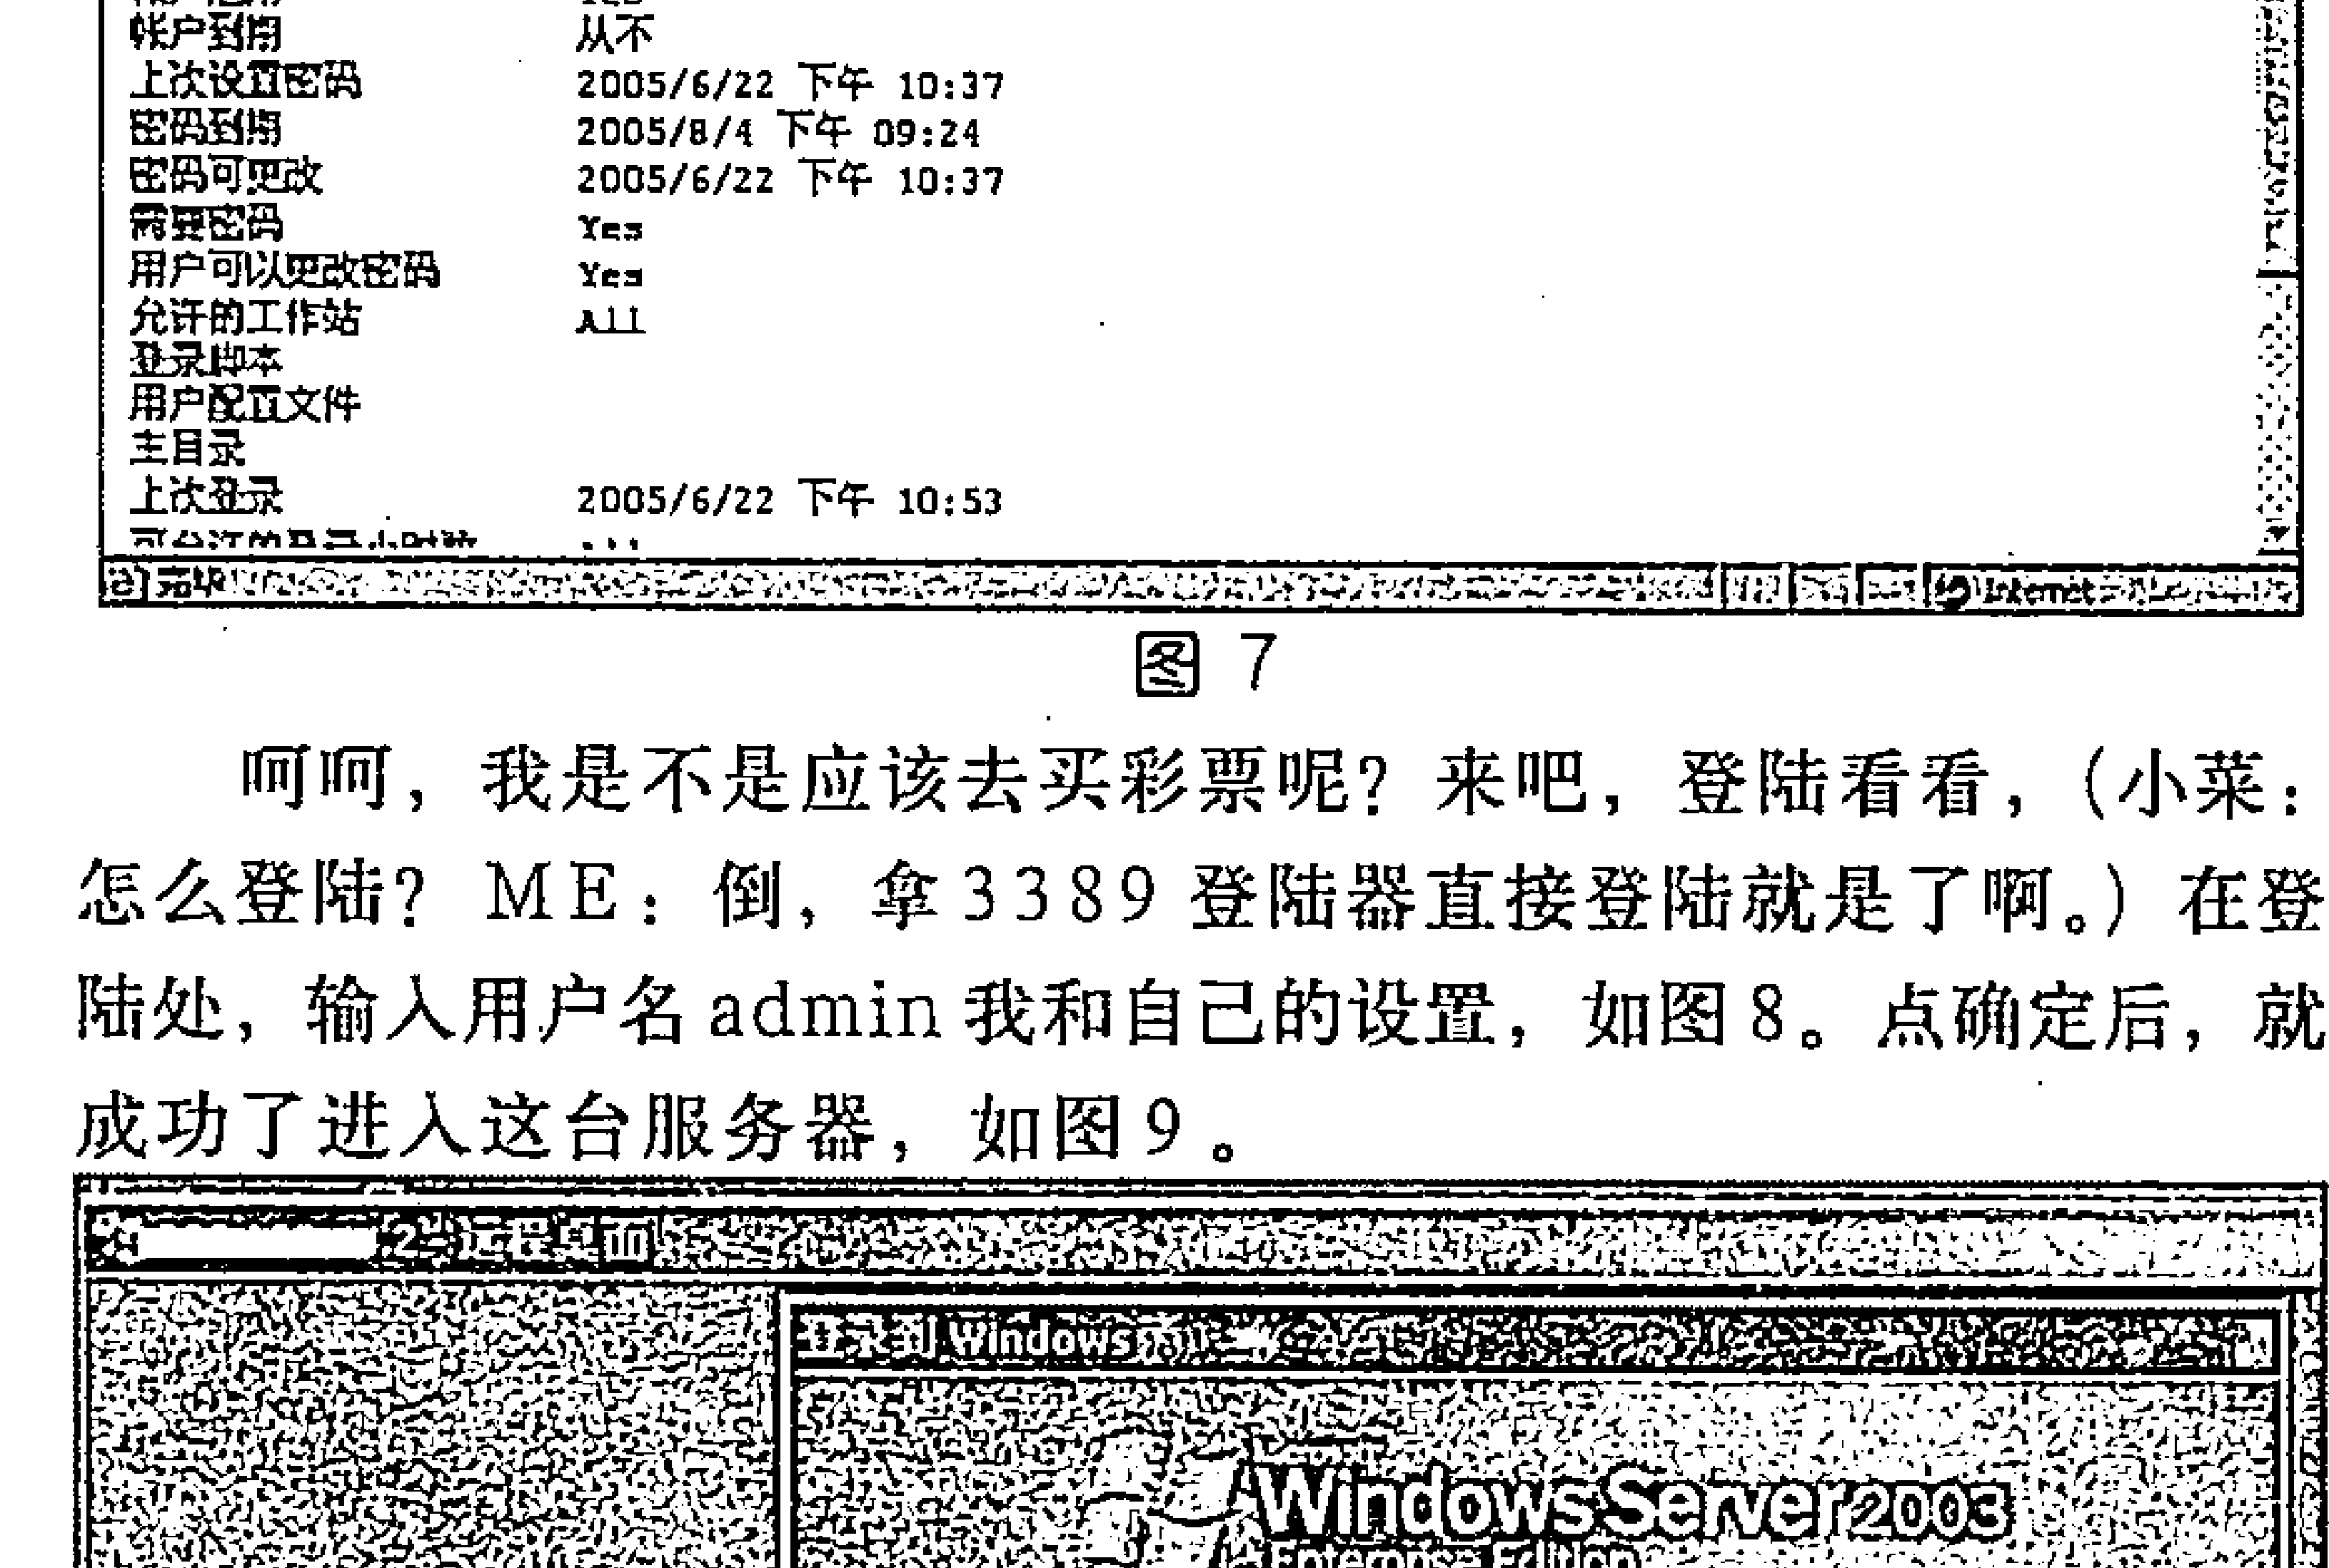 帐户到期 从不
上次设置密码 2005/6/22 下午 10:37
密码到期 2005/8/4 下午 09:24
密码可更改 2005/6/22 下午 10:37
需要密码 Yes
用户可以更改密码 Yes
允许的工作站 All
登录脚本
用户配置文件
主目录
上次登录 2005/6/22 下午 10:53
完毕 Internet
图 7
呵呵，我是不是应该去买彩票呢？来吧，登陆看看，（小菜：
怎么登陆？ME：倒，拿3389登陆器直接登陆就是了啊。）在登
陆处，输入用户名admin我和自己的设置，如图8。点确定后，就
成功了进入这台服务器，如图9。
2 - 远程桌面
登录到 Windows
Windows Server 2003
Enterprise Edition